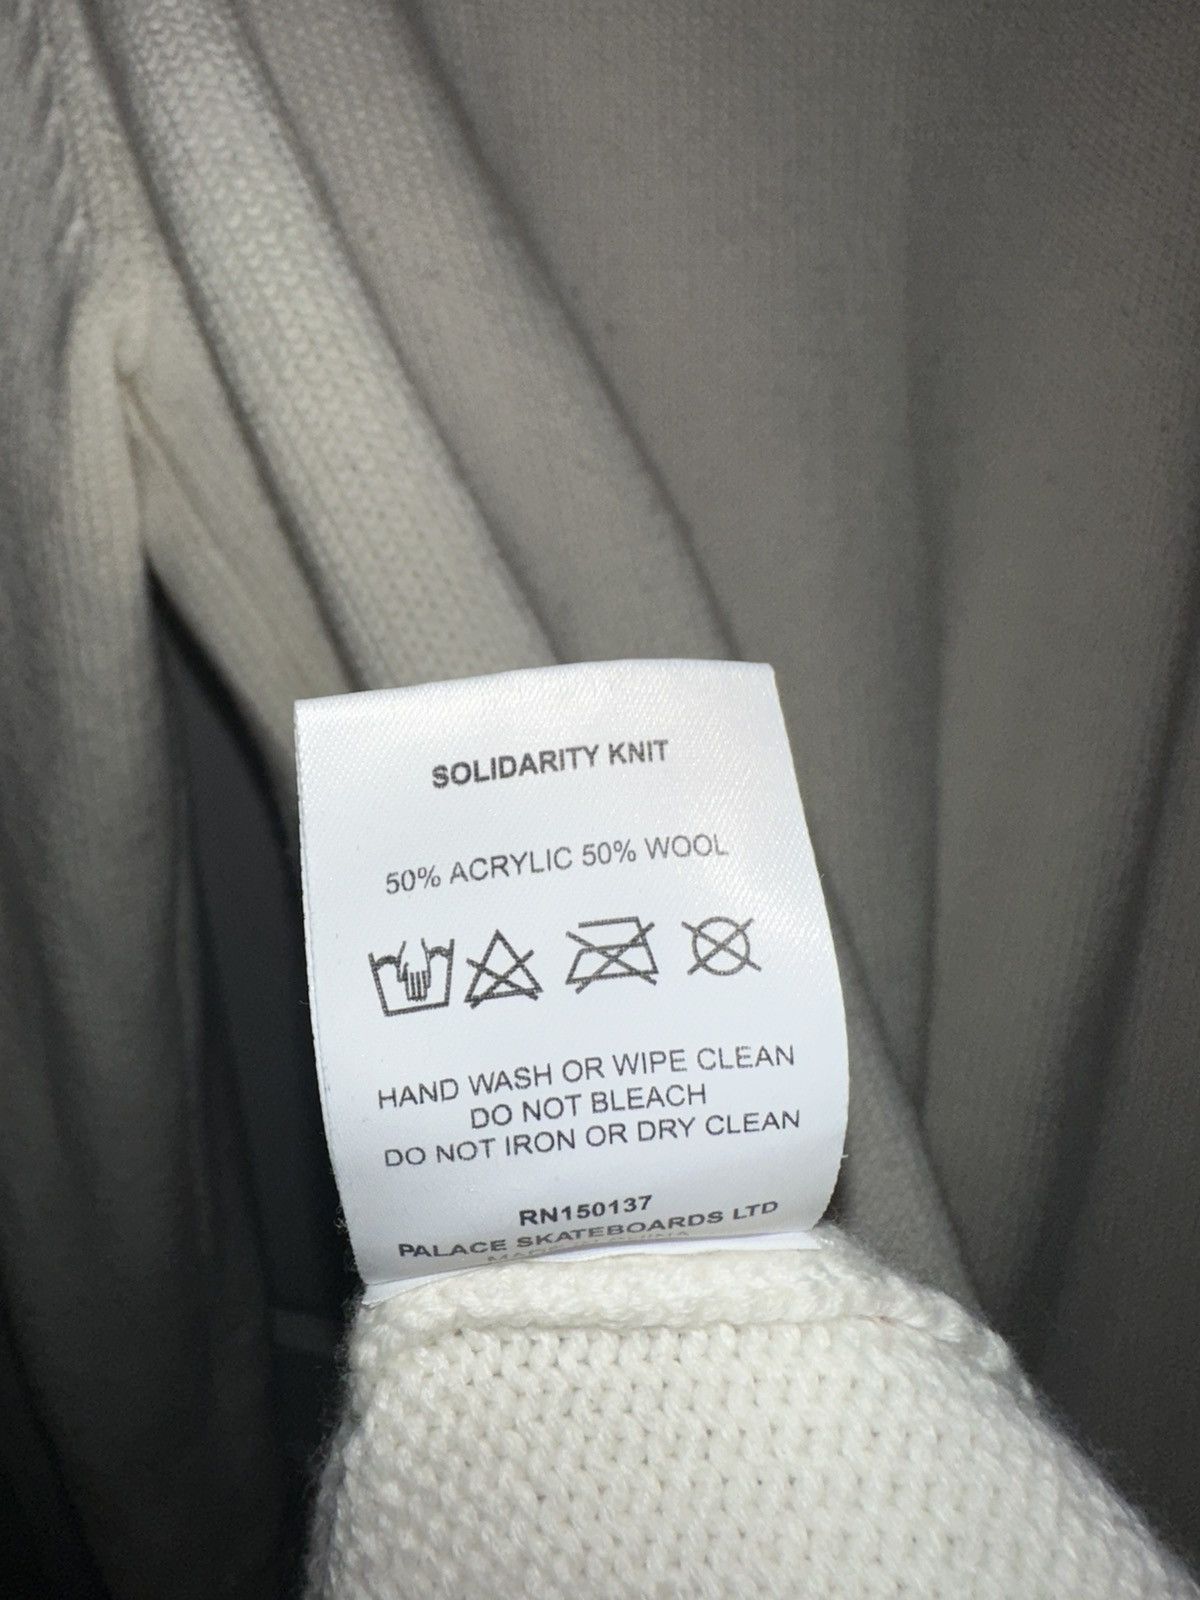 SOLIDARITY KNIT
50% ACRYLIC 50% WOOL
HAND WASH OR WIPE CLEAN
DO NOT BLEACH
DO NOT IRON OR DRY CLEAN
RN150137
PALACE SKATEBOARDS LTD